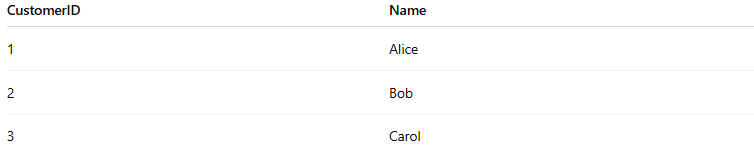 CustomerID Name
1 Alice
2 Bob
3 Carol